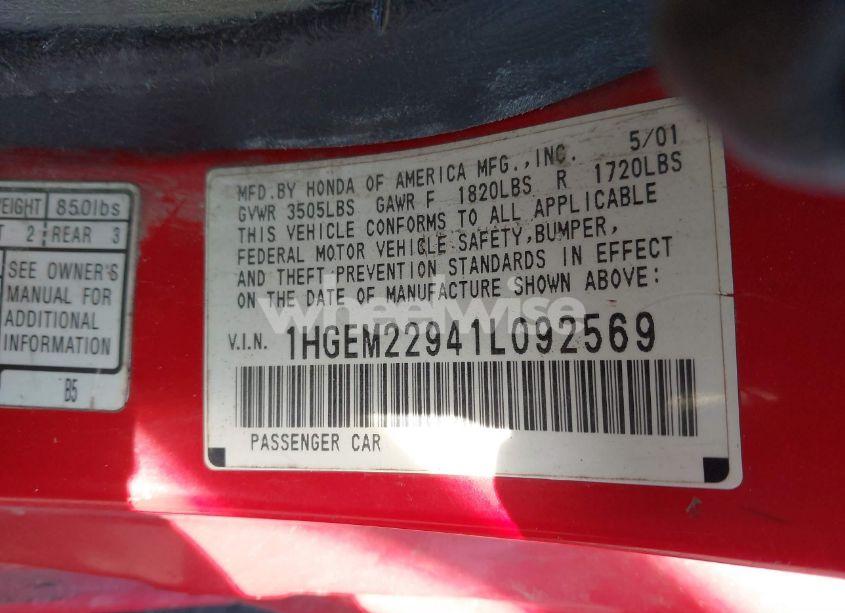 EIGHT 850lbs
T 2 REAR 3
SEE OWNER'S
MANUAL FOR
ADDITIONAL
INFORMATION
B5
5/01
MFD.BY HONDA OF AMERICA MFG.,INC.
GVWR 3505LBS GAWR F 1820LBS R 1720LBS
THIS VEHICLE CONFORMS TO ALL APPLICABLE
FEDERAL MOTOR VEHICLE SAFETY,BUMPER,
AND THEFT PREVENTION STANDARDS IN EFFECT
ON THE DATE OF MANUFACTURE SHOWN ABOVE:
wheelwise
V.I.N. 1HGEM22941L092569
PASSENGER CAR